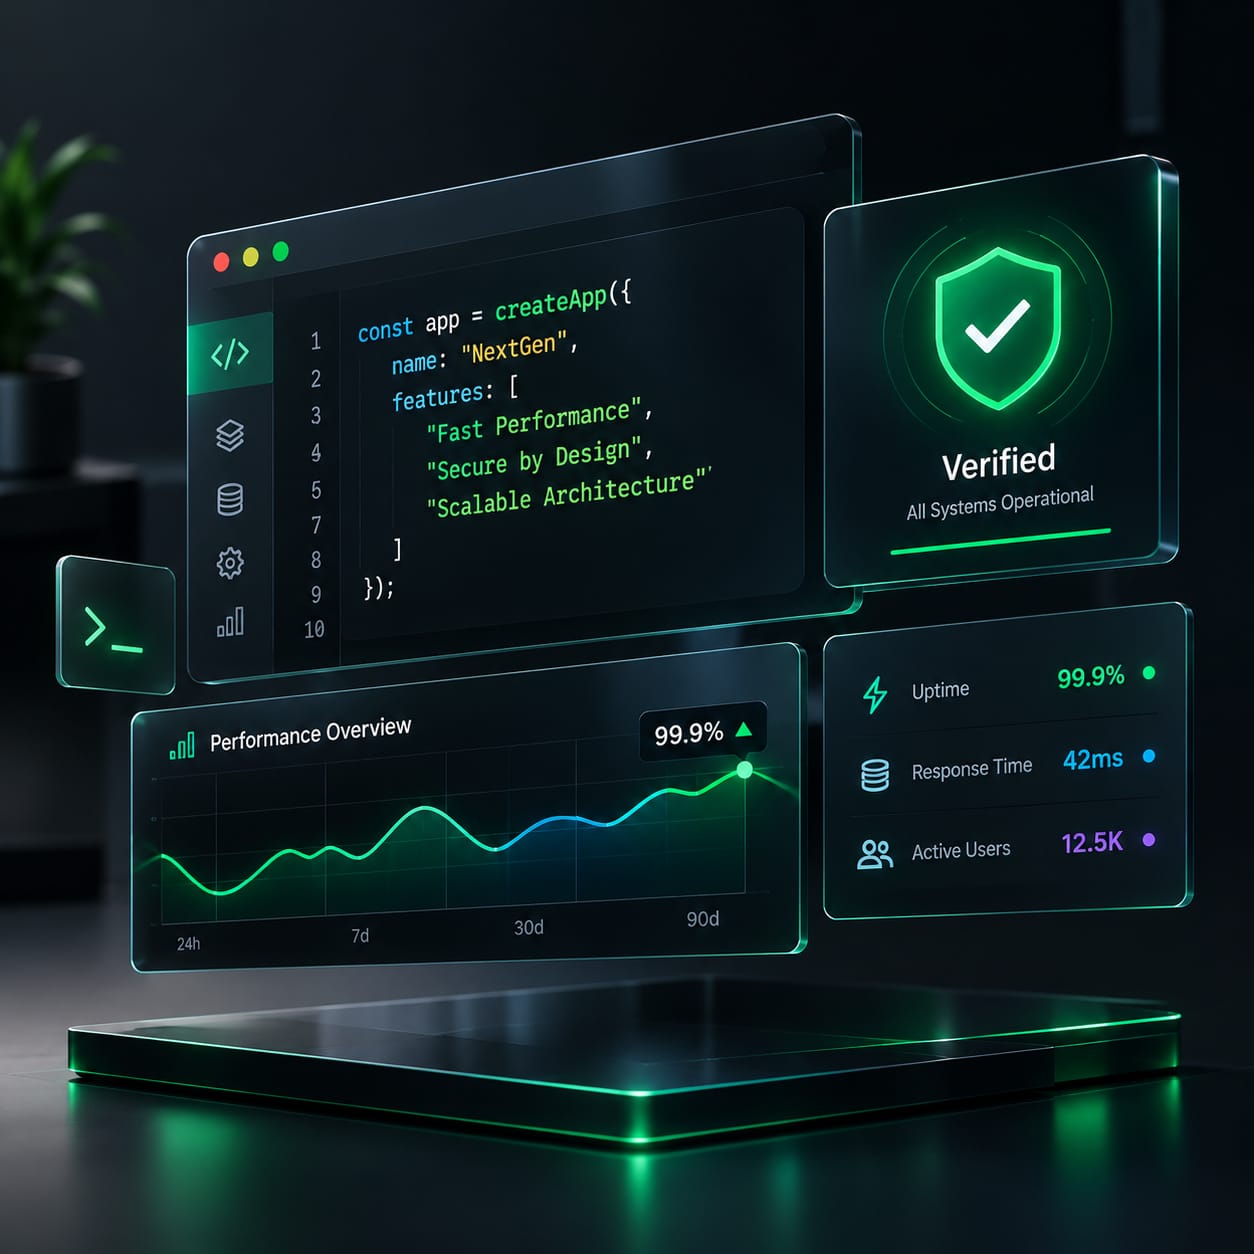 1 const app = createApp({
2 name: "NextGen",
3 features: [
4 "Fast Performance",
5 "Secure by Design",
7 "Scalable Architecture"'
8 ]
9 });
10
</>
>_
Verified
All Systems Operational
Performance Overview
99.9%
24h 7d 30d 90d
Uptime 99.9%
Response Time 42ms
Active Users 12.5K